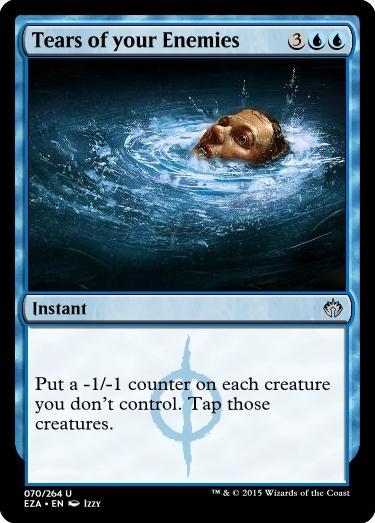 Tears of your Enemies 3
Instant
Put a -1/-1 counter on each creature
you don't control. Tap those
creatures.
070/264 U
™ & © 2015 Wizards of the Coast
EZA • EN Izzy